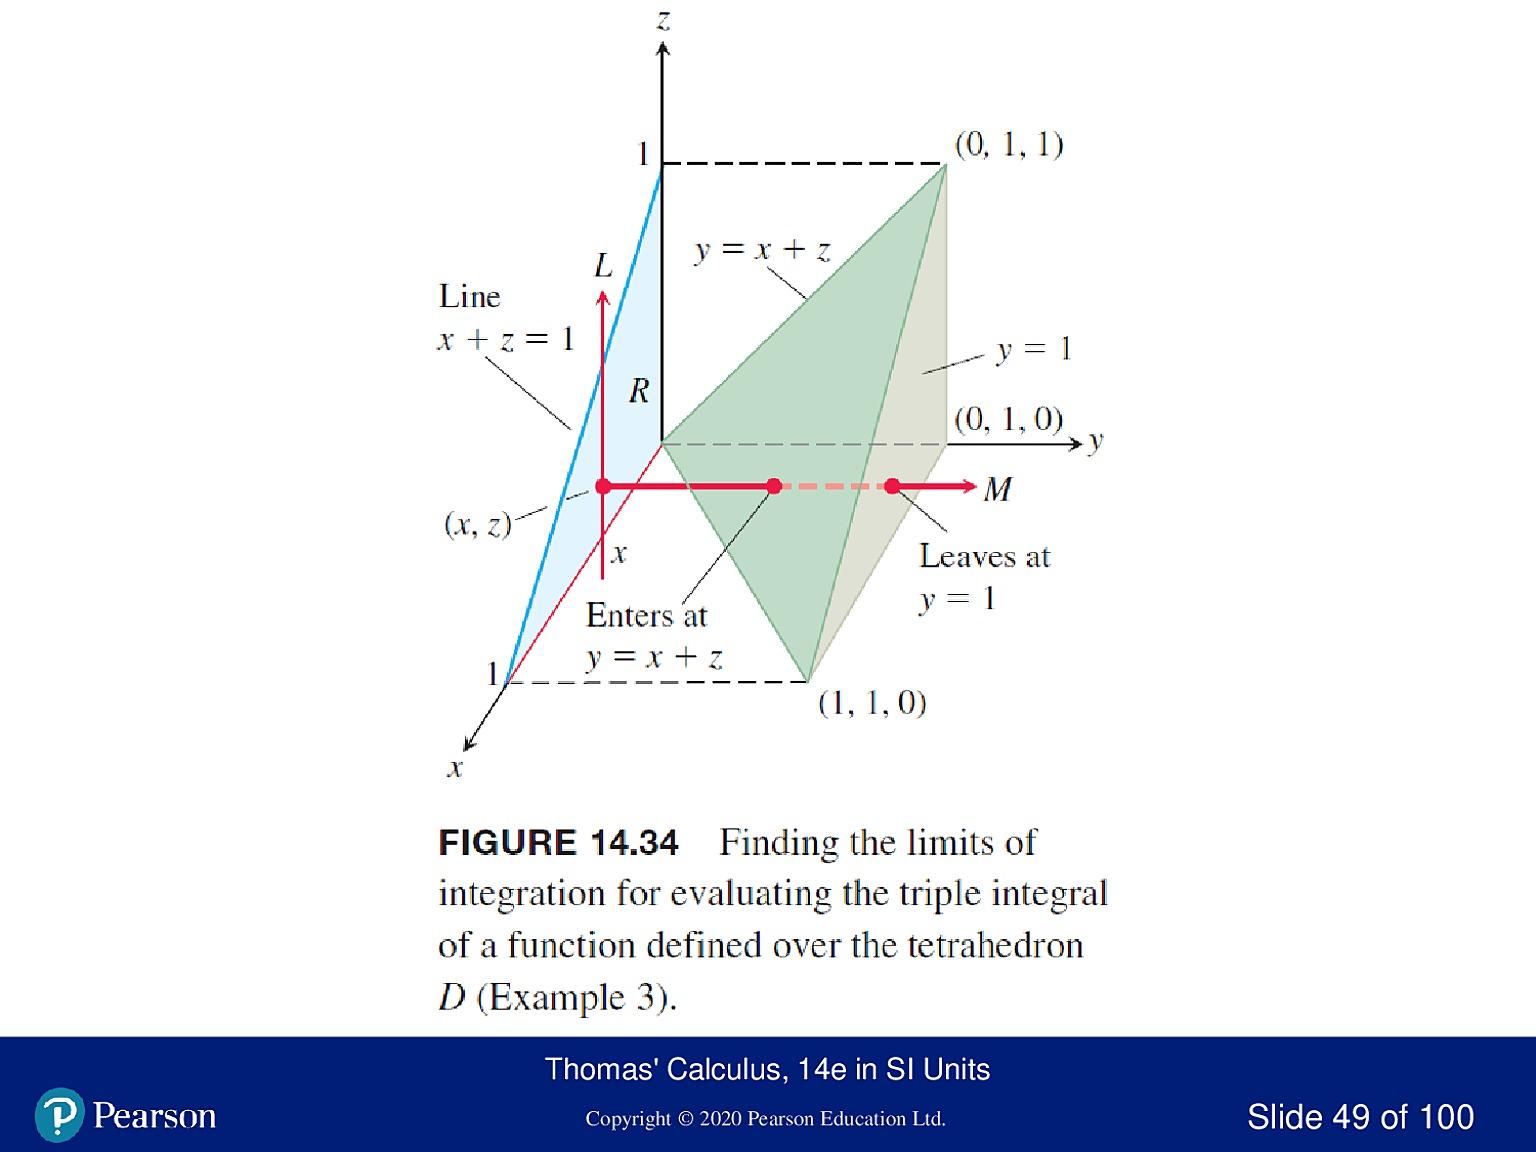 z
1
(0, 1, 1)
y = x + z
L
Line
x + z = 1
y = 1
R
(0, 1, 0)
y
M
(x, z)
x
Leaves at
y = 1
Enters at
y = x + z
1
(1, 1, 0)
x
FIGURE 14.34 Finding the limits of
integration for evaluating the triple integral
of a function defined over the tetrahedron
D (Example 3).
Thomas' Calculus, 14e in SI Units
P Pearson
Copyright © 2020 Pearson Education Ltd.
Slide 49 of 100